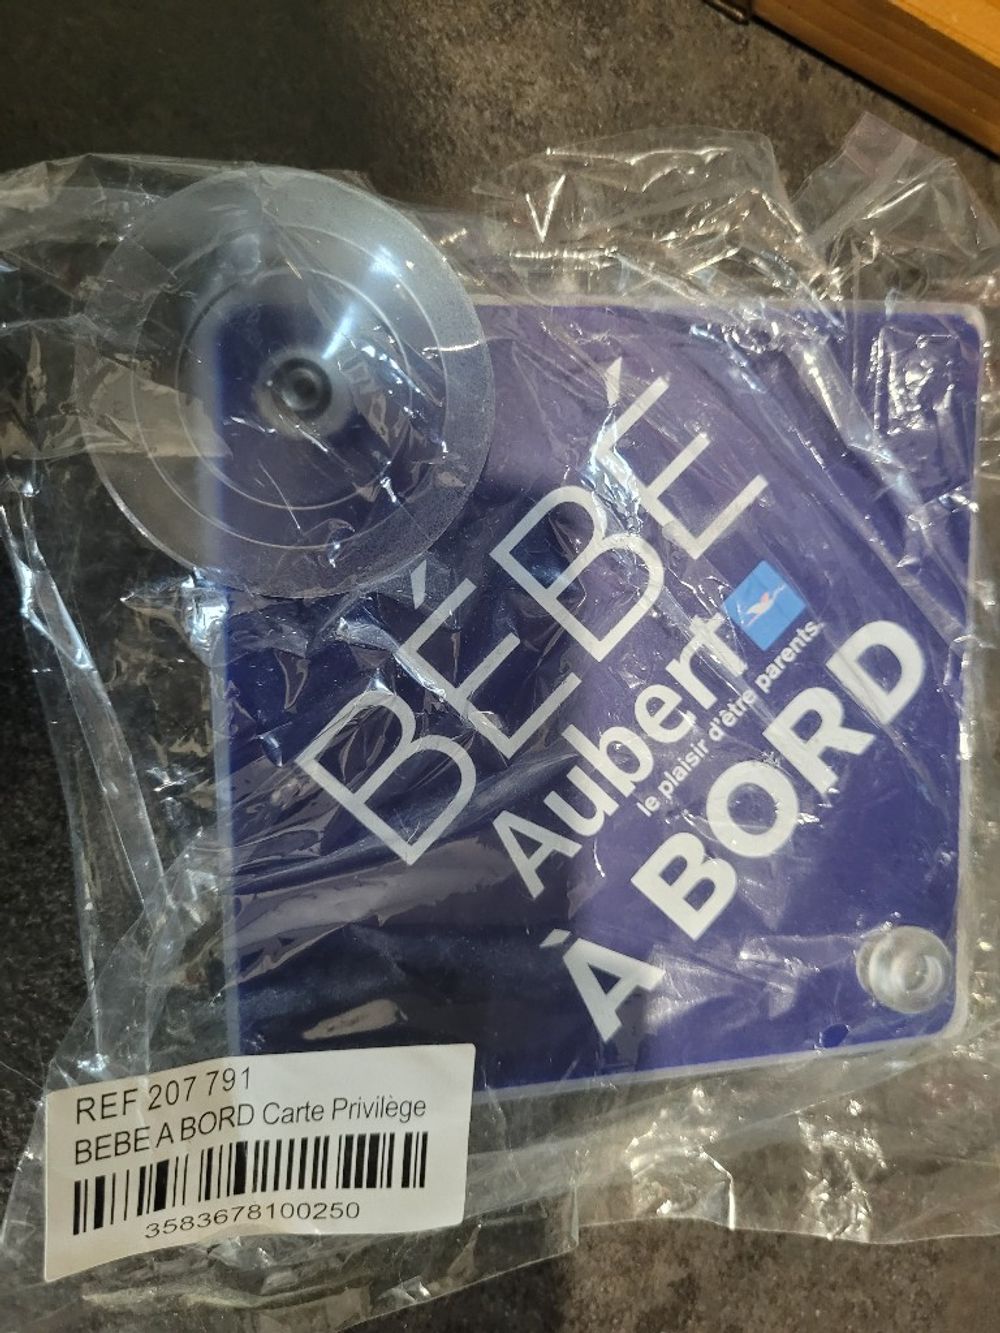 BÉBÉ
Aubert
le plaisir d'être parents
À BORD
REF 207 791
BEBE A BORD Carte Privilège
3583678100250